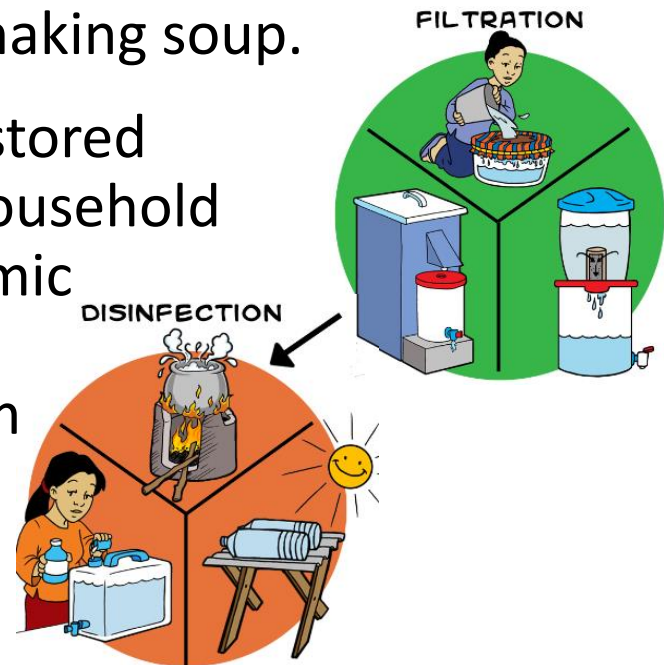 making soup.
stored
ousehold
mic
n
FILTRATION
DISINFECTION